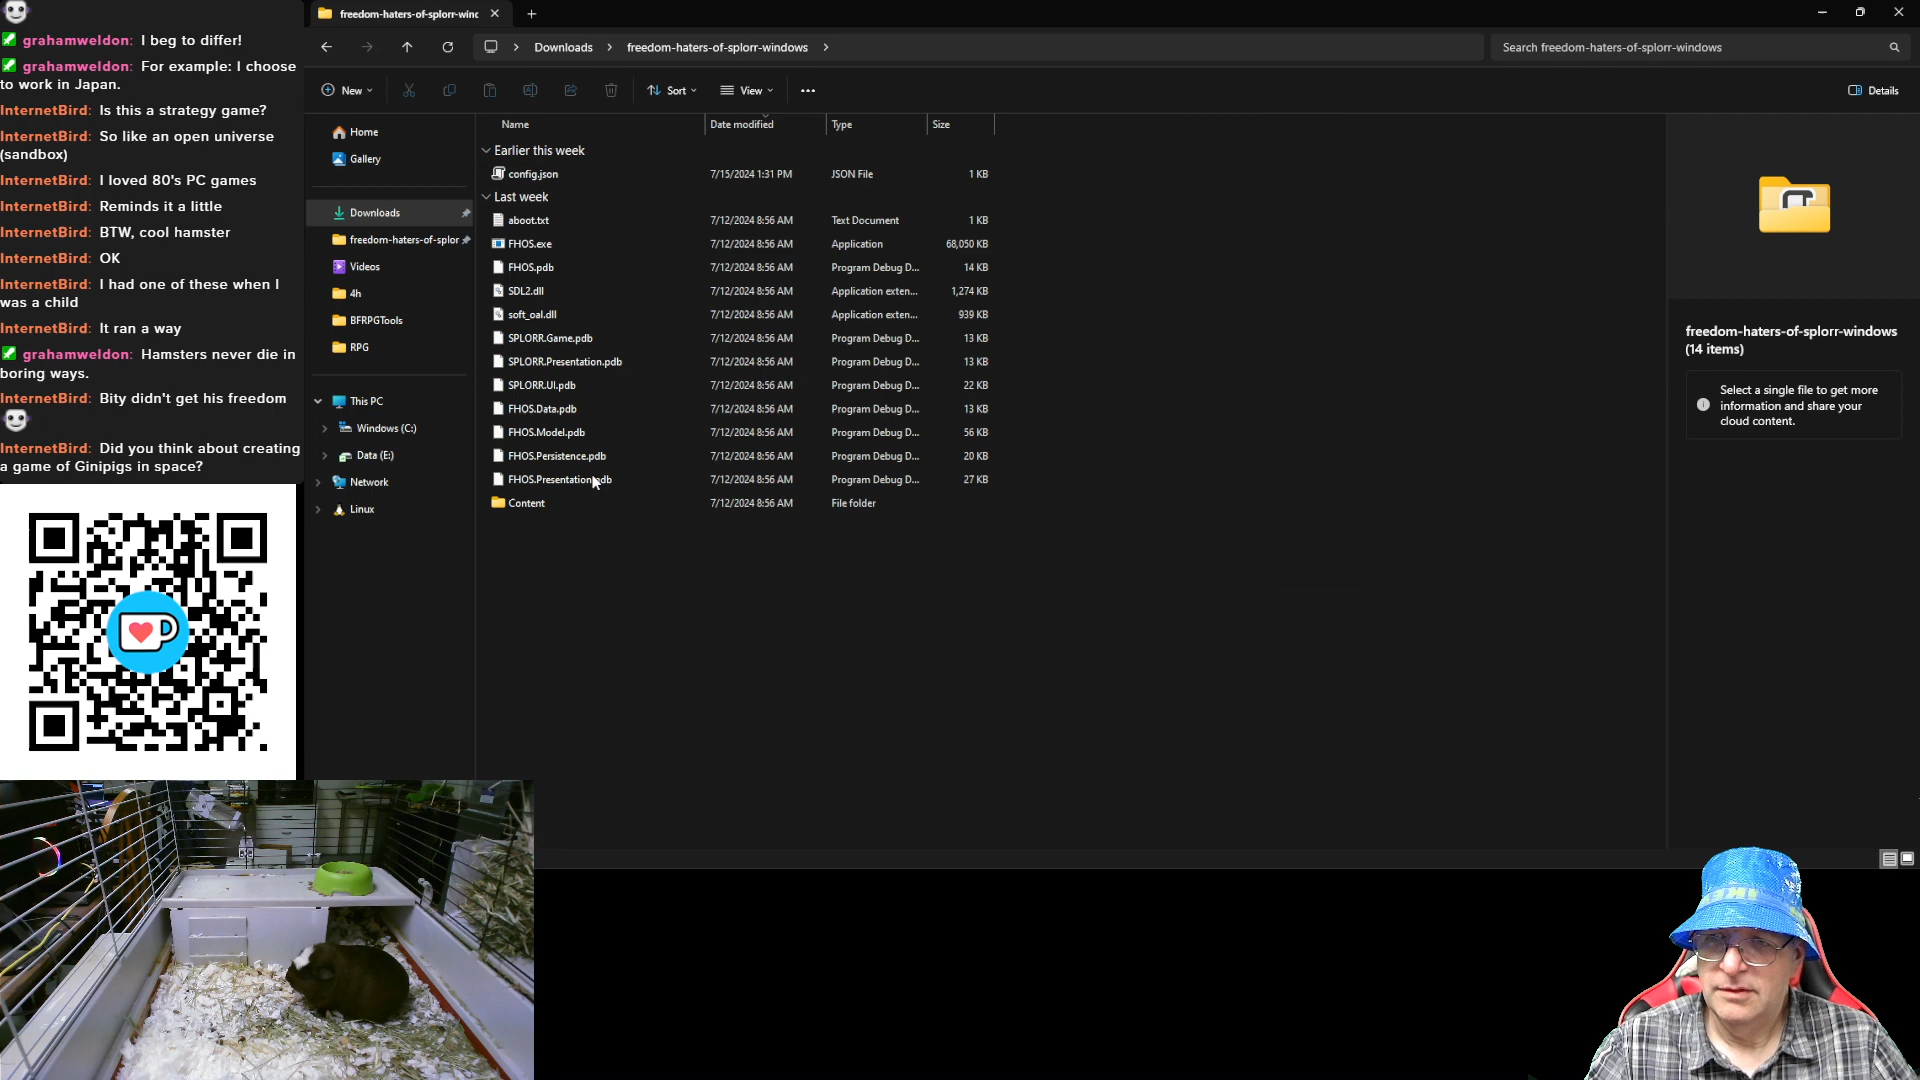 grahamweldon: I beg to differ!
grahamweldon: For example: I choose
to work in Japan.
InternetBird: Is this a strategy game?
InternetBird: So like an open universe
(sandbox)
InternetBird: I loved 80's PC games
InternetBird: Reminds it a little
InternetBird: BTW, cool hamster
InternetBird: OK
InternetBird: I had one of these when I
was a child
InternetBird: It ran a way
grahamweldon: Hamsters never die in
boring ways.
InternetBird: Bity didn't get his freedom
InternetBird: Did you think about creating
a game of Ginipigs in space?
freedom-haters-of-splorr-winc
Downloads
freedom-haters-of-splorr-windows
Search freedom-haters-of-splorr-windows
New
Sort
View
Details
Home
Gallery
Downloads
freedom-haters-of-splor
Videos
4h
BFRPGTools
RPG
This PC
Windows (C:)
Data (E:)
Network
Linux
Name Date modified Type Size
Earlier this week
config.json 7/15/2024 1:31 PM JSON File 1 KB
Last week
aboot.txt 7/12/2024 8:56 AM Text Document 1 KB
FHOS.exe 7/12/2024 8:56 AM Application 68,050 KB
FHOS.pdb 7/12/2024 8:56 AM Program Debug D... 14 KB
SDL2.dll 7/12/2024 8:56 AM Application exten... 1,274 KB
soft_oal.dll 7/12/2024 8:56 AM Application exten... 939 KB
SPLORR.Game.pdb 7/12/2024 8:56 AM Program Debug D... 13 KB
SPLORR.Presentation.pdb 7/12/2024 8:56 AM Program Debug D... 13 KB
SPLORR.UI.pdb 7/12/2024 8:56 AM Program Debug D... 22 KB
FHOS.Data.pdb 7/12/2024 8:56 AM Program Debug D... 13 KB
FHOS.Model.pdb 7/12/2024 8:56 AM Program Debug D... 56 KB
FHOS.Persistence.pdb 7/12/2024 8:56 AM Program Debug D... 20 KB
FHOS.Presentation.pdb 7/12/2024 8:56 AM Program Debug D... 27 KB
Content 7/12/2024 8:56 AM File folder
freedom-haters-of-splorr-windows
(14 items)
Select a single file to get more
information and share your
cloud content.